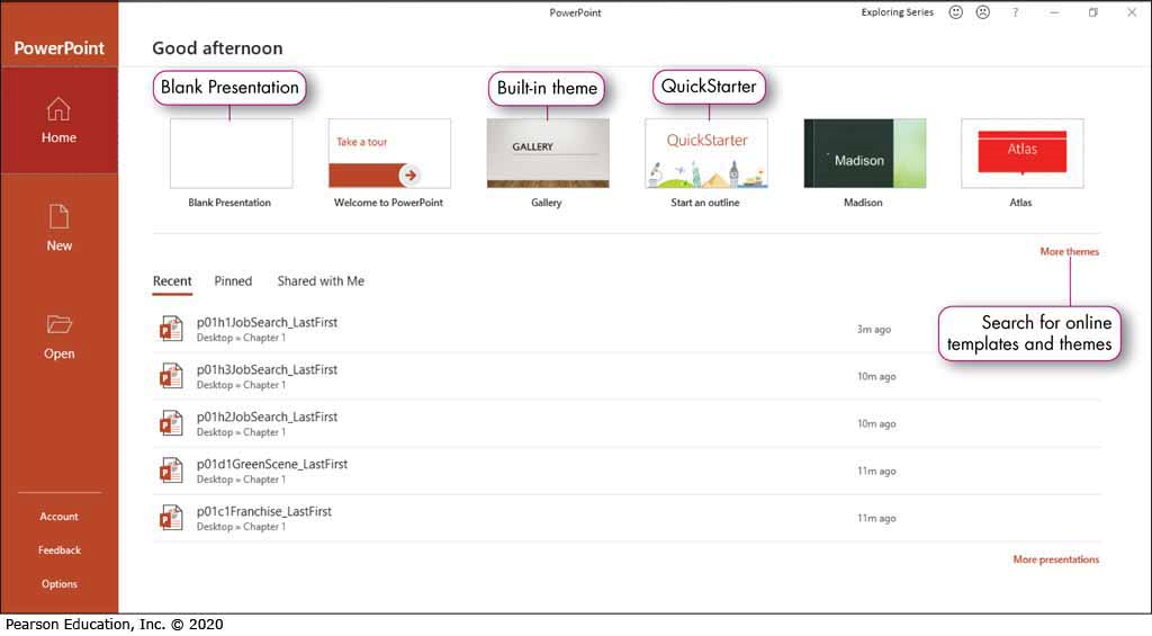 PowerPoint
Exploring Series
?
PowerPoint
Good afternoon
Blank Presentation
Built-in theme
QuickStarter
Take a tour
GALLERY
QuickStarter
Madison
Atlas
Blank Presentation
Welcome to PowerPoint
Gallery
Start an outline
Madison
Atlas
Home
New
Open
Account
Feedback
Options
More themes
Search for online
templates and themes
Recent Pinned Shared with Me
p01h1JobSearch_LastFirst
Desktop » Chapter 1
3m ago
p01h3JobSearch_LastFirst
Desktop » Chapter 1
10m ago
p01h2JobSearch_LastFirst
Desktop » Chapter 1
10m ago
p01d1GreenScene_LastFirst
Desktop » Chapter 1
11m ago
p01c1Franchise_LastFirst
Desktop » Chapter 1
11m ago
More presentations
Pearson Education, Inc. © 2020